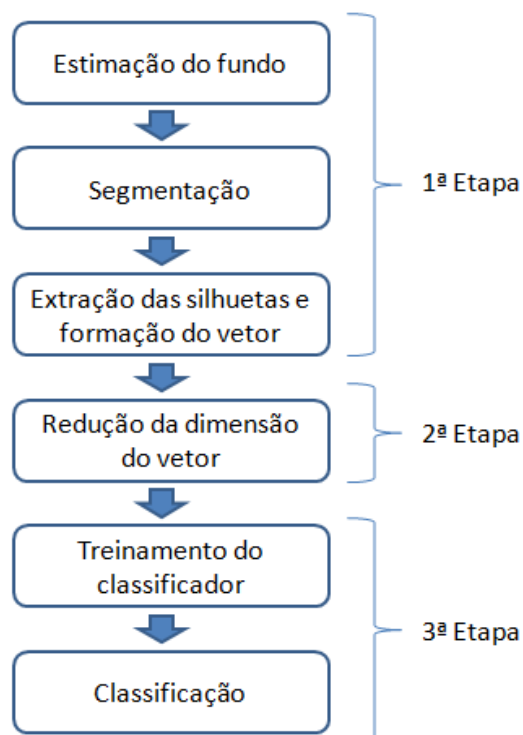 Estimação do fundo
Segmentação
Extração das silhuetas e
formação do vetor
1ª Etapa
Redução da dimensão
do vetor
2ª Etapa
Treinamento do
classificador
Classificação
3ª Etapa